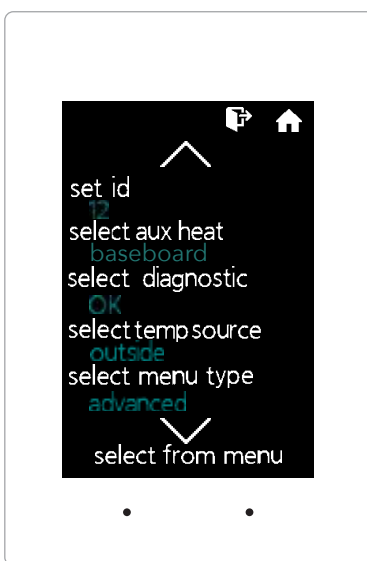 set id
12
select aux heat
baseboard
select diagnostic
OK
select temp source
outside
select menu type
advanced
select from menu